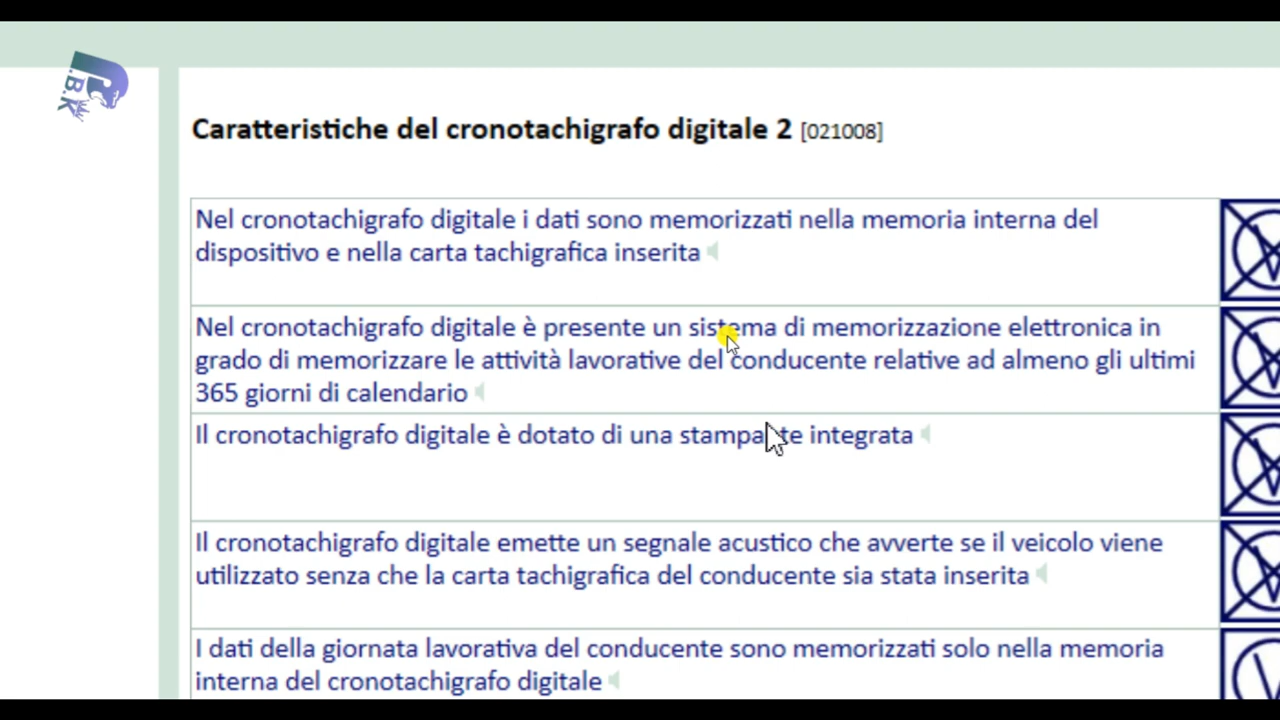 P.B.K
Caratteristiche del cronotachigrafo digitale 2 [021008]
Nel cronotachigrafo digitale i dati sono memorizzati nella memoria interna del
dispositivo e nella carta tachigrafica inserita
V
Nel cronotachigrafo digitale è presente un sistema di memorizzazione elettronica in
grado di memorizzare le attività lavorative del conducente relative ad almeno gli ultimi
365 giorni di calendario
V
Il cronotachigrafo digitale è dotato di una stampante integrata
V
Il cronotachigrafo digitale emette un segnale acustico che avverte se il veicolo viene
utilizzato senza che la carta tachigrafica del conducente sia stata inserita
V
I dati della giornata lavorativa del conducente sono memorizzati solo nella memoria
interna del cronotachigrafo digitale
V